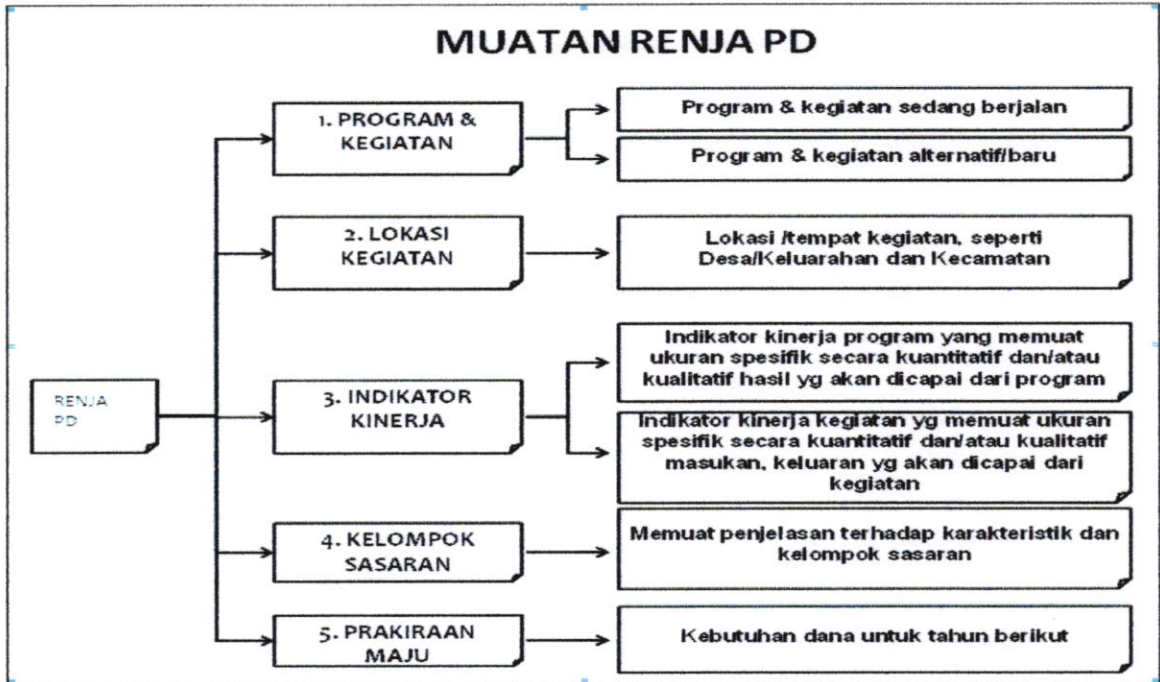 MUATAN RENJA PD
RENJA
PD
1. PROGRAM &
KEGIATAN
Program & kegiatan sedang berjalan
Program & kegiatan alternatif/baru
2. LOKASI
KEGIATAN
Lokasi /tempat kegiatan, seperti
Desa/Keluarahan dan Kecamatan
3. INDIKATOR
KINERJA
Indikator kinerja program yang memuat
ukuran spesifik secara kuantitatif dan/atau
kualitatif hasil yg akan dicapai dari program
Indikator kinerja kegiatan yg memuat ukuran
spesifik secara kuantitatif dan/atau kualitatif
masukan, keluaran yg akan dicapai dari
kegiatan
4. KELOMPOK
SASARAN
Memuat penjelasan terhadap karakteristik dan
kelompok sasaran
5. PRAKIRAAN
MAJU
Kebutuhan dana untuk tahun berikut